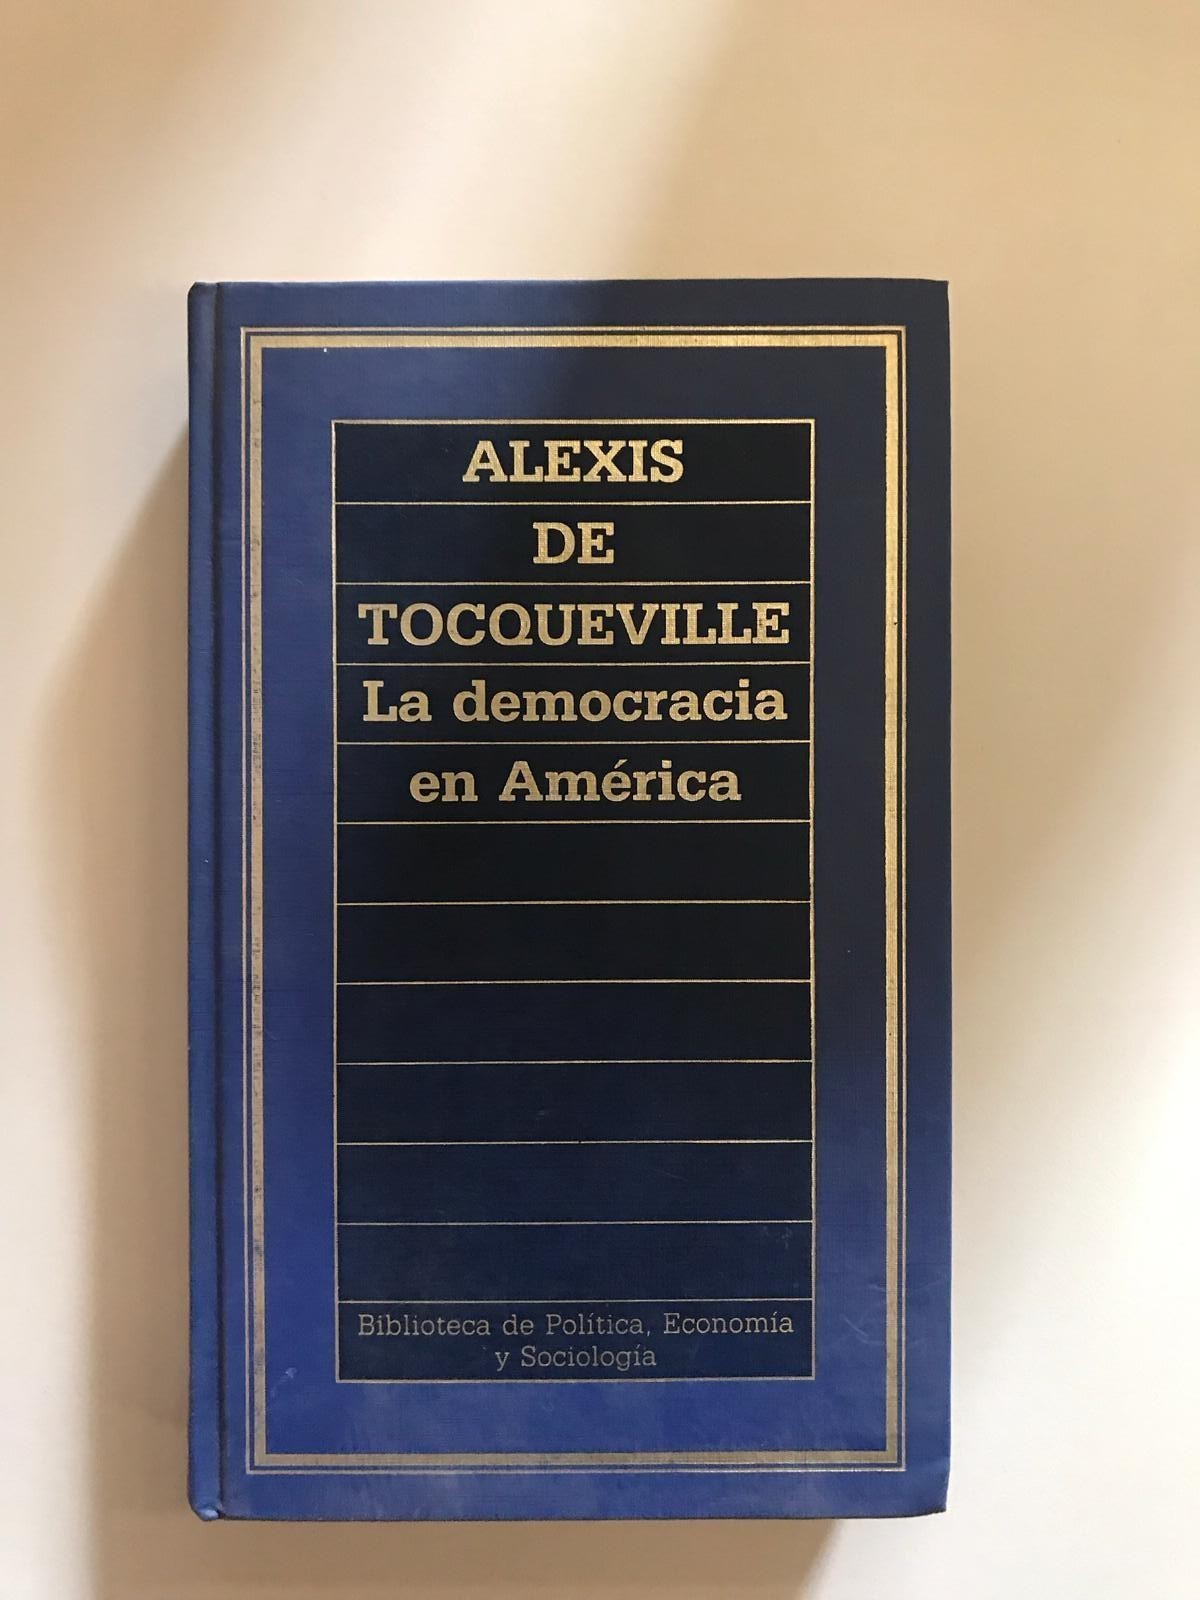 ALEXIS
DE
TOCQUEVILLE
La democracia
en América
Biblioteca de Política, Economía
y Sociología